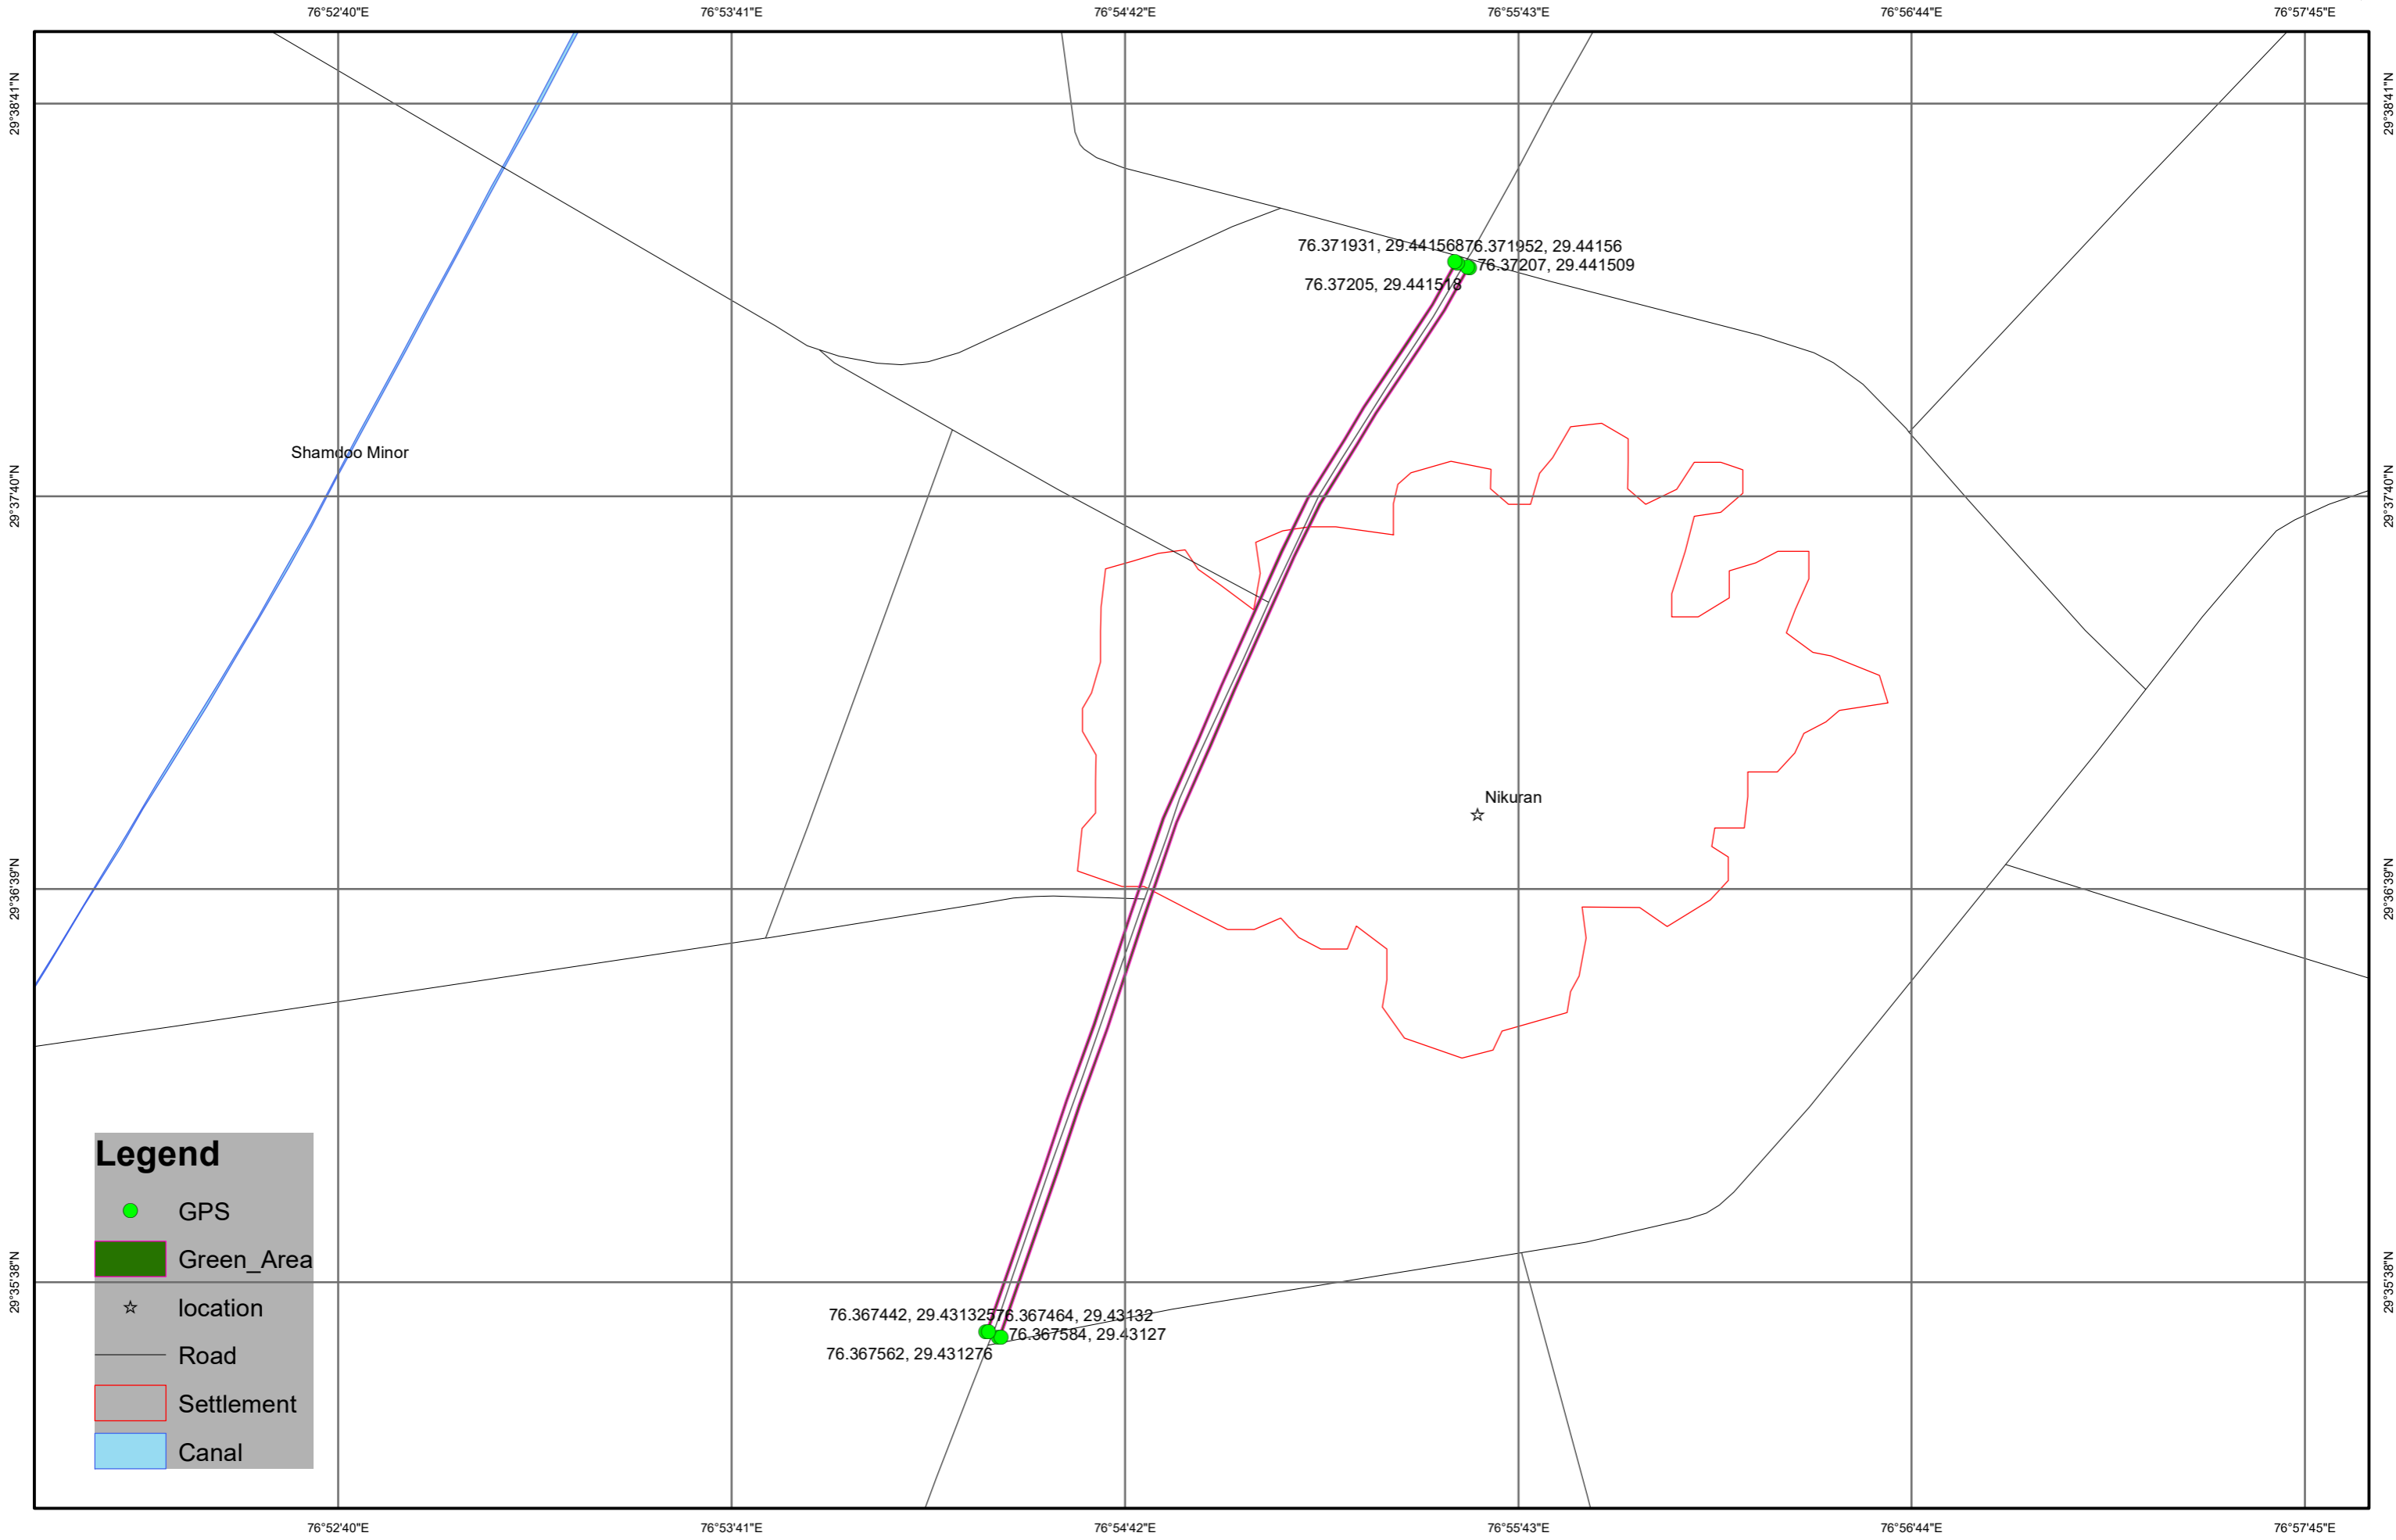 76°52'40"E 76°53'41"E 76°54'42"E 76°55'43"E 76°56'44"E 76°57'45"E
29°38'41"N 29°38'41"N
76.371931, 29.441568 76.371952, 29.44156
76.37207, 29.441509
76.37205, 29.441518
Shamdoo Minor
29°37'40"N 29°37'40"N
Nikuran
29°36'39"N 29°36'39"N
Legend
GPS
Green_Area
location
Road
Settlement
Canal
29°35'38"N 29°35'38"N
76.367442, 29.431325 76.367464, 29.43132
76.367584, 29.43127
76.367562, 29.431276
76°52'40"E 76°53'41"E 76°54'42"E 76°55'43"E 76°56'44"E 76°57'45"E